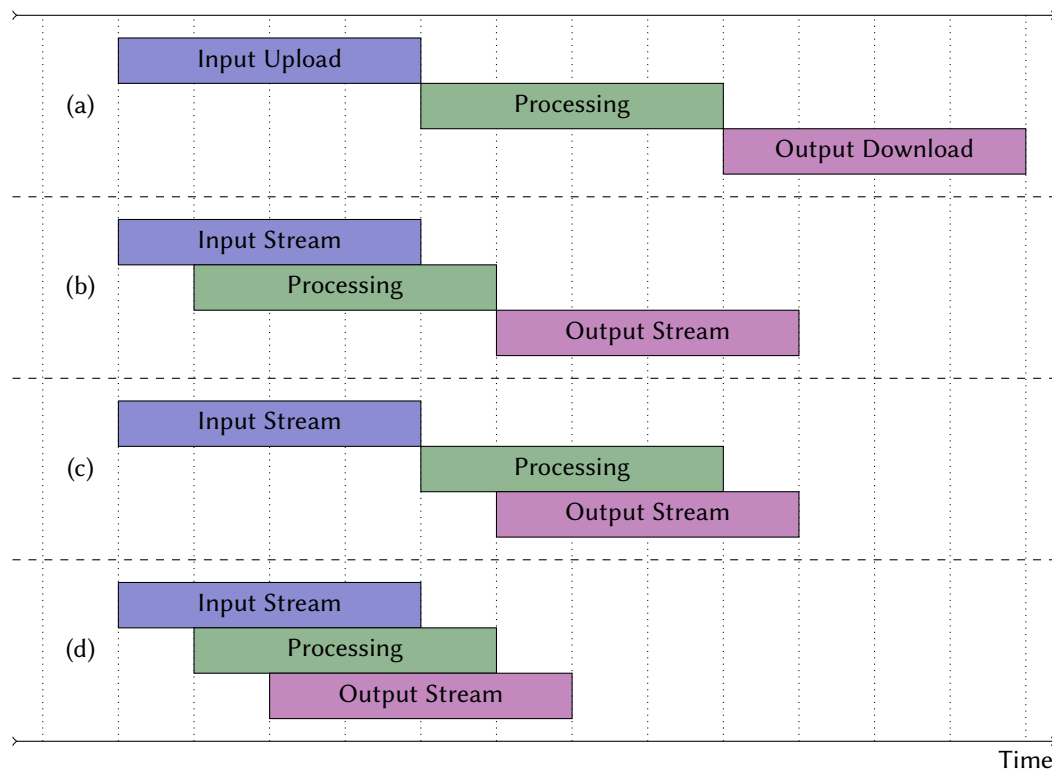 Input Upload
(a)
Processing
Output Download
Input Stream
(b)
Processing
Output Stream
Input Stream
(c)
Processing
Output Stream
Input Stream
(d)
Processing
Output Stream
Time